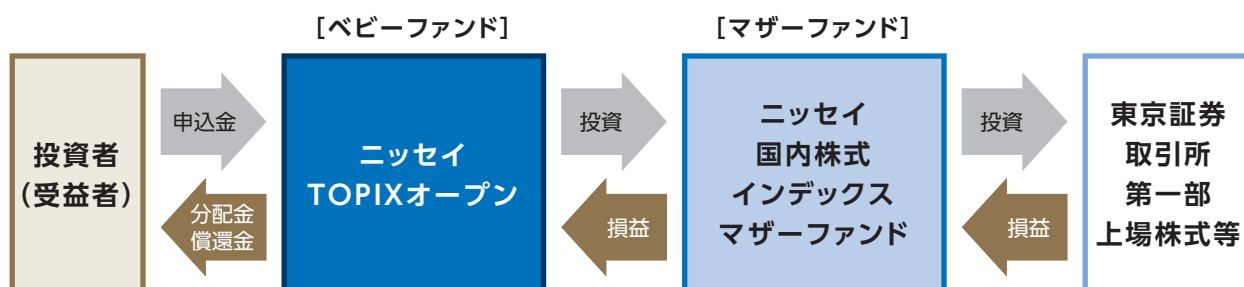 [ベビーファンド]
[マザーファンド]
投資者
(受益者)
申込金
分配金
償還金
ニッセイ
TOPIXオープン
投資
損益
ニッセイ
国内株式
インデックス
マザーファンド
投資
損益
東京証券
取引所
第一部
上場株式等